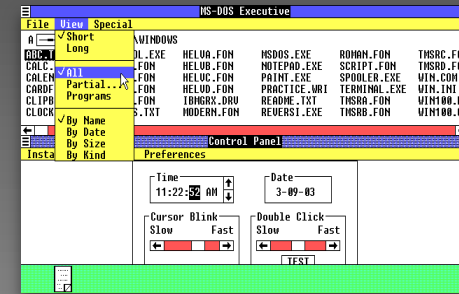 MS-DOS Executive
File View Special
A \WINDOWS
✓Short
Long
✓All
Partial...
Programs
✓By Name
By Date
By Size
By Kind
ABC.T OL.EXE HELVA.FON MSDOS.EXE ROMAN.FON TMSRC.F
CALC. .FON HELVB.FON NOTEPAD.EXE SCRIPT.FON TMSRD.F
CALEN .FON HELVC.FON PAINT.EXE SPOOLER.EXE WIN.COM
CARDF .FON HELVD.FON PRACTICE.WRI TERMINAL.EXE WIN.INI
CLIPB .FON IBMGRX.DRV README.TXT TMSRA.FON WIN100.
CLOCK S.TXT MODERN.FON REVERSI.EXE TMSRB.FON WIN100.
Control Panel
Insta Preferences
Time Date
11:22:52 AM 3-09-03
Cursor Blink Double Click
Slow Fast Slow Fast
TEST